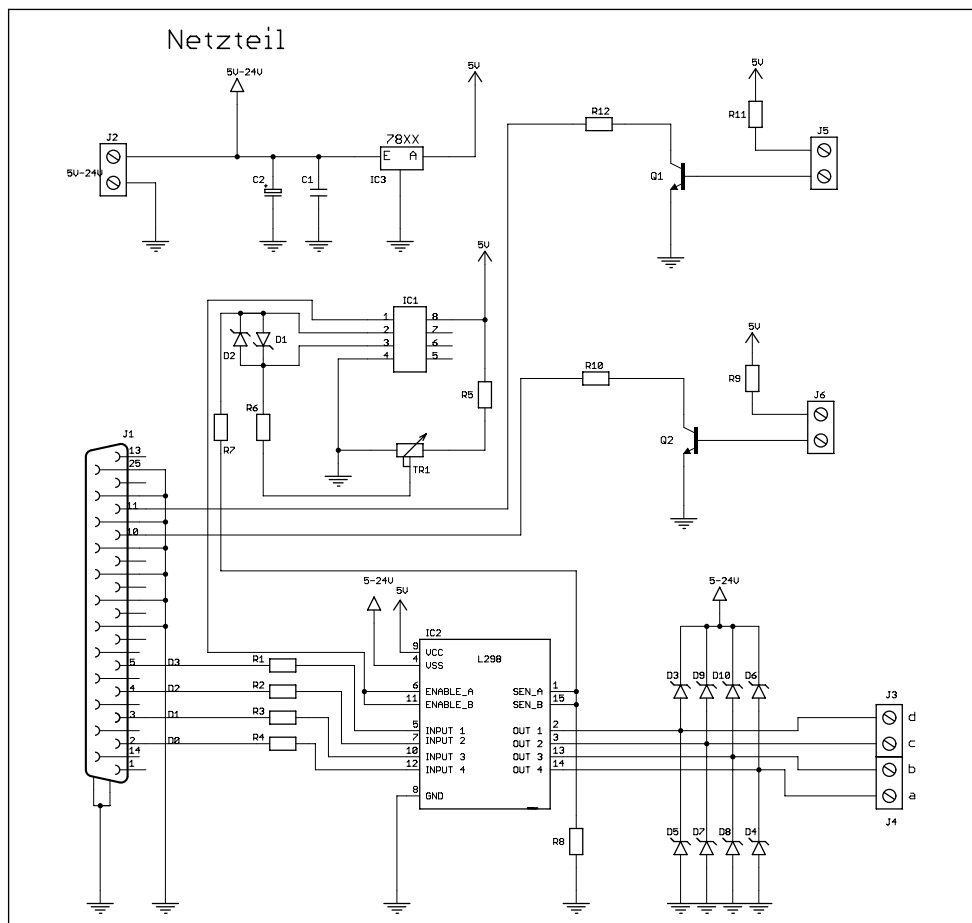 Netzteil
5V-24V
5V
5V
J2
78XX
E A
IC3
5V-24V
C2
+
C1
R12
R11
J5
Q1
5V
IC1
1
2
3
4
8
7
6
5
D2
D1
R7
R6
R5
TR1
5V
R10
R9
J6
Q2
J1
13
25
11
10
5
4
3
2
14
1
D3
D2
D1
D0
R1
R2
R3
R4
5-24V
5V
IC2
L298
9 VCC
4 VSS
6 ENABLE_A
11 ENABLE_B
5 INPUT 1
7 INPUT 2
10 INPUT 3
12 INPUT 4
8 GND
SEN_A 1
SEN_B 15
OUT 1 2
OUT 2 3
OUT 3 13
OUT 4 14
R8
5-24V
D3
D9
D10
D6
D5
D7
D8
D4
J3
d
c
b
a
J4